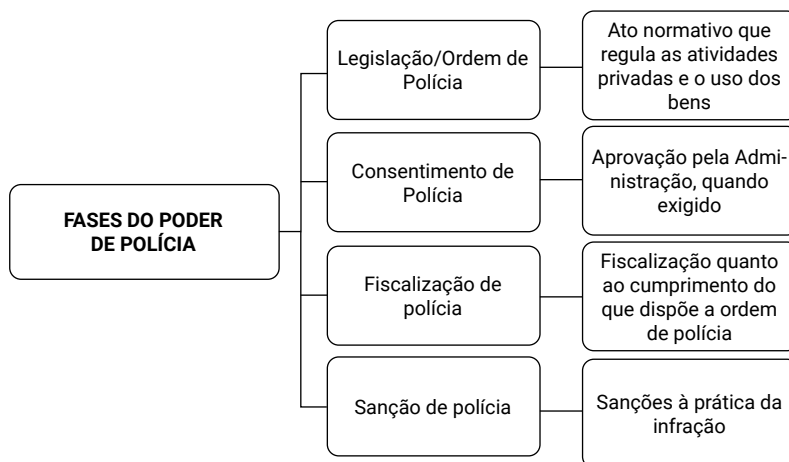 FASES DO PODER
DE POLÍCIA
Legislação/Ordem de
Polícia
Ato normativo que
regula as atividades
privadas e o uso dos
bens
Consentimento de
Polícia
Aprovação pela Admi-
nistração, quando
exigido
Fiscalização de
polícia
Fiscalização quanto
ao cumprimento do
que dispõe a ordem
de polícia
Sanção de polícia
Sanções à prática da
infração